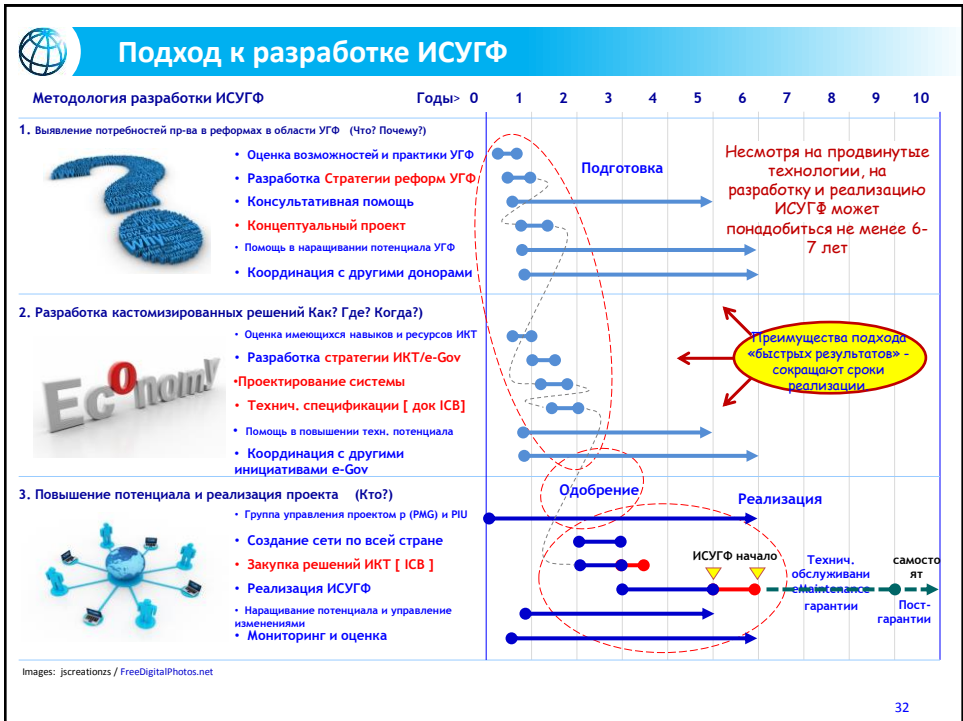 Подход к разработке ИСУГФ
Методология разработки ИСУГФ Годы> 0 1 2 3 4 5 6 7 8 9 10
1. Выявление потребностей пр-ва в реформах в области УГФ (Что? Почему?)
• Оценка возможностей и практики УГФ
• Разработка Стратегии реформ УГФ
• Консультативная помощь
• Концептуальный проект
• Помощь в наращивании потенциала УГФ
• Координация с другими донорами
Подготовка
Несмотря на продвинутые
технологии, на
разработку и реализацию
ИСУГФ может
понадобиться не менее 6-
7 лет
2. Разработка кастомизированных решений Как? Где? Когда?)
• Оценка имеющихся навыков и ресурсов ИКТ
• Разработка стратегии ИКТ/e-Gov
•Проектирование системы
• Технич. спецификации [ док ICB]
• Помощь в повышении техн. потенциала
• Координация с другими
инициативами e-Gov
Преимущества подхода
«быстрых результатов» -
сокращают сроки
реализации
Economy
3. Повышение потенциала и реализация проекта (Кто?)
• Группа управления проектом p (PMG) и PIU
• Создание сети по всей стране
• Закупка решений ИКТ [ ICB ]
• Реализация ИСУГФ
• Наращивание потенциала и управление
изменениями
• Мониторинг и оценка
Одобрение
Реализация
ИСУГФ начало
Технич.
обслуживани
еMaintenance
гарантии
самосто
ят
Пост-
гарантии
Images: jscreationzs / FreeDigitalPhotos.net
32